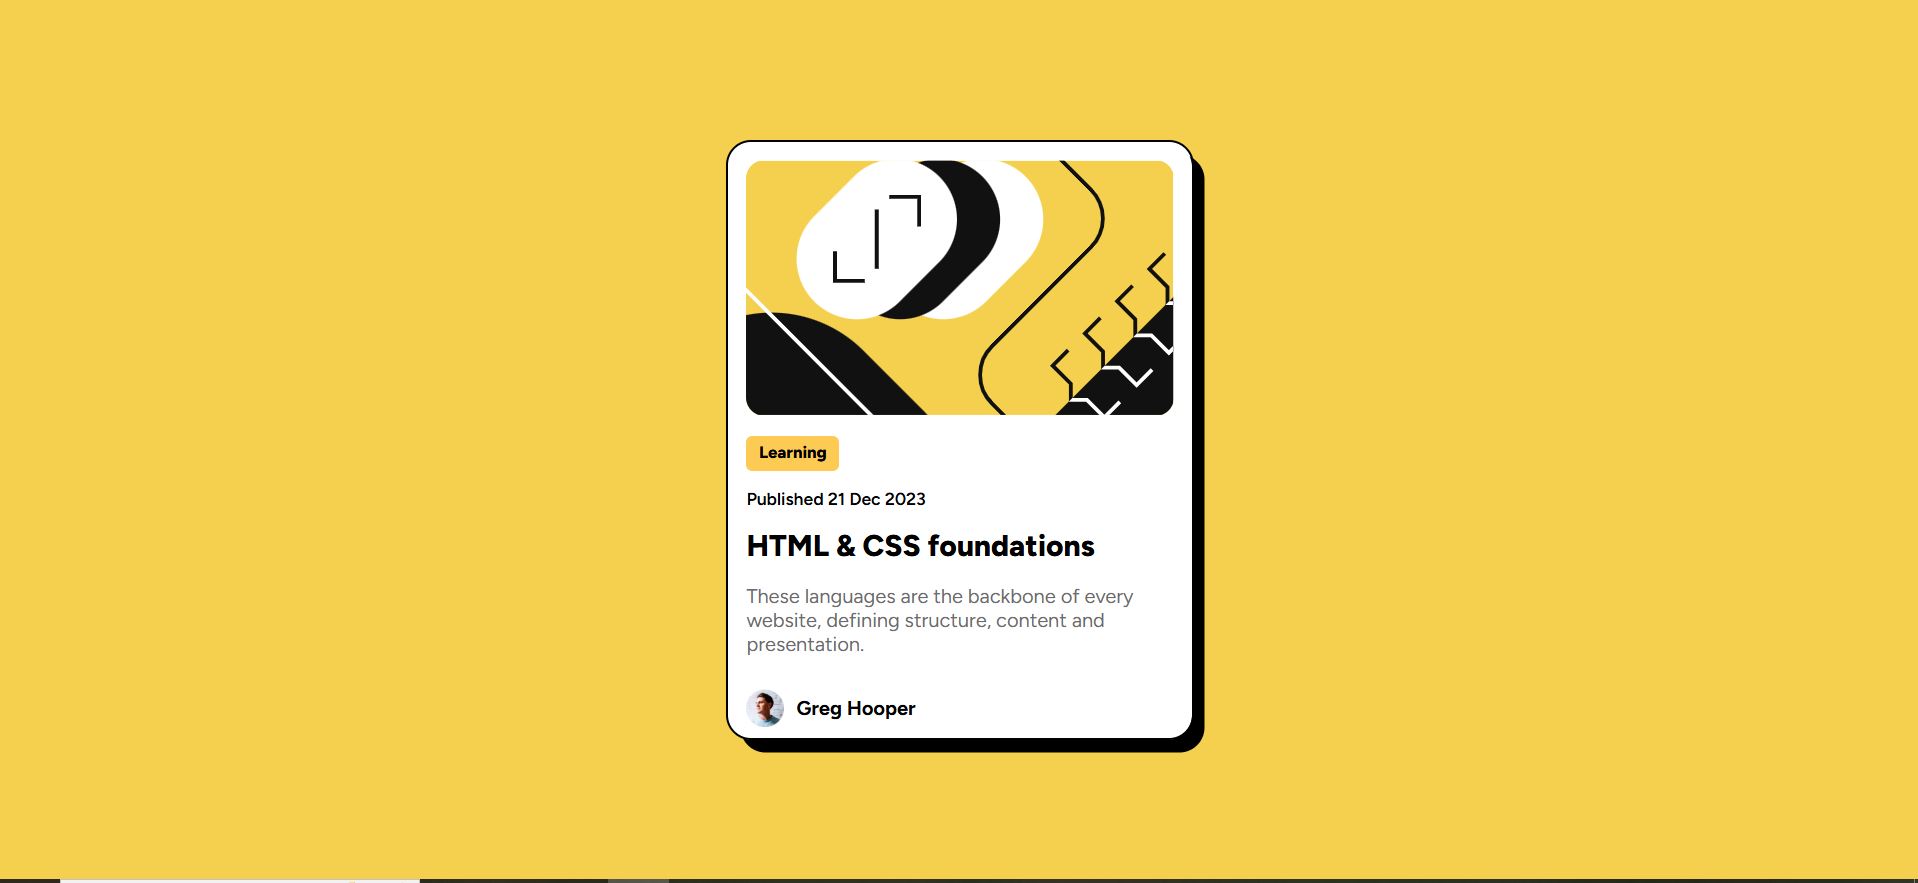 Learning
Published 21 Dec 2023
HTML & CSS foundations
These languages are the backbone of every
website, defining structure, content and
presentation.
Greg Hooper